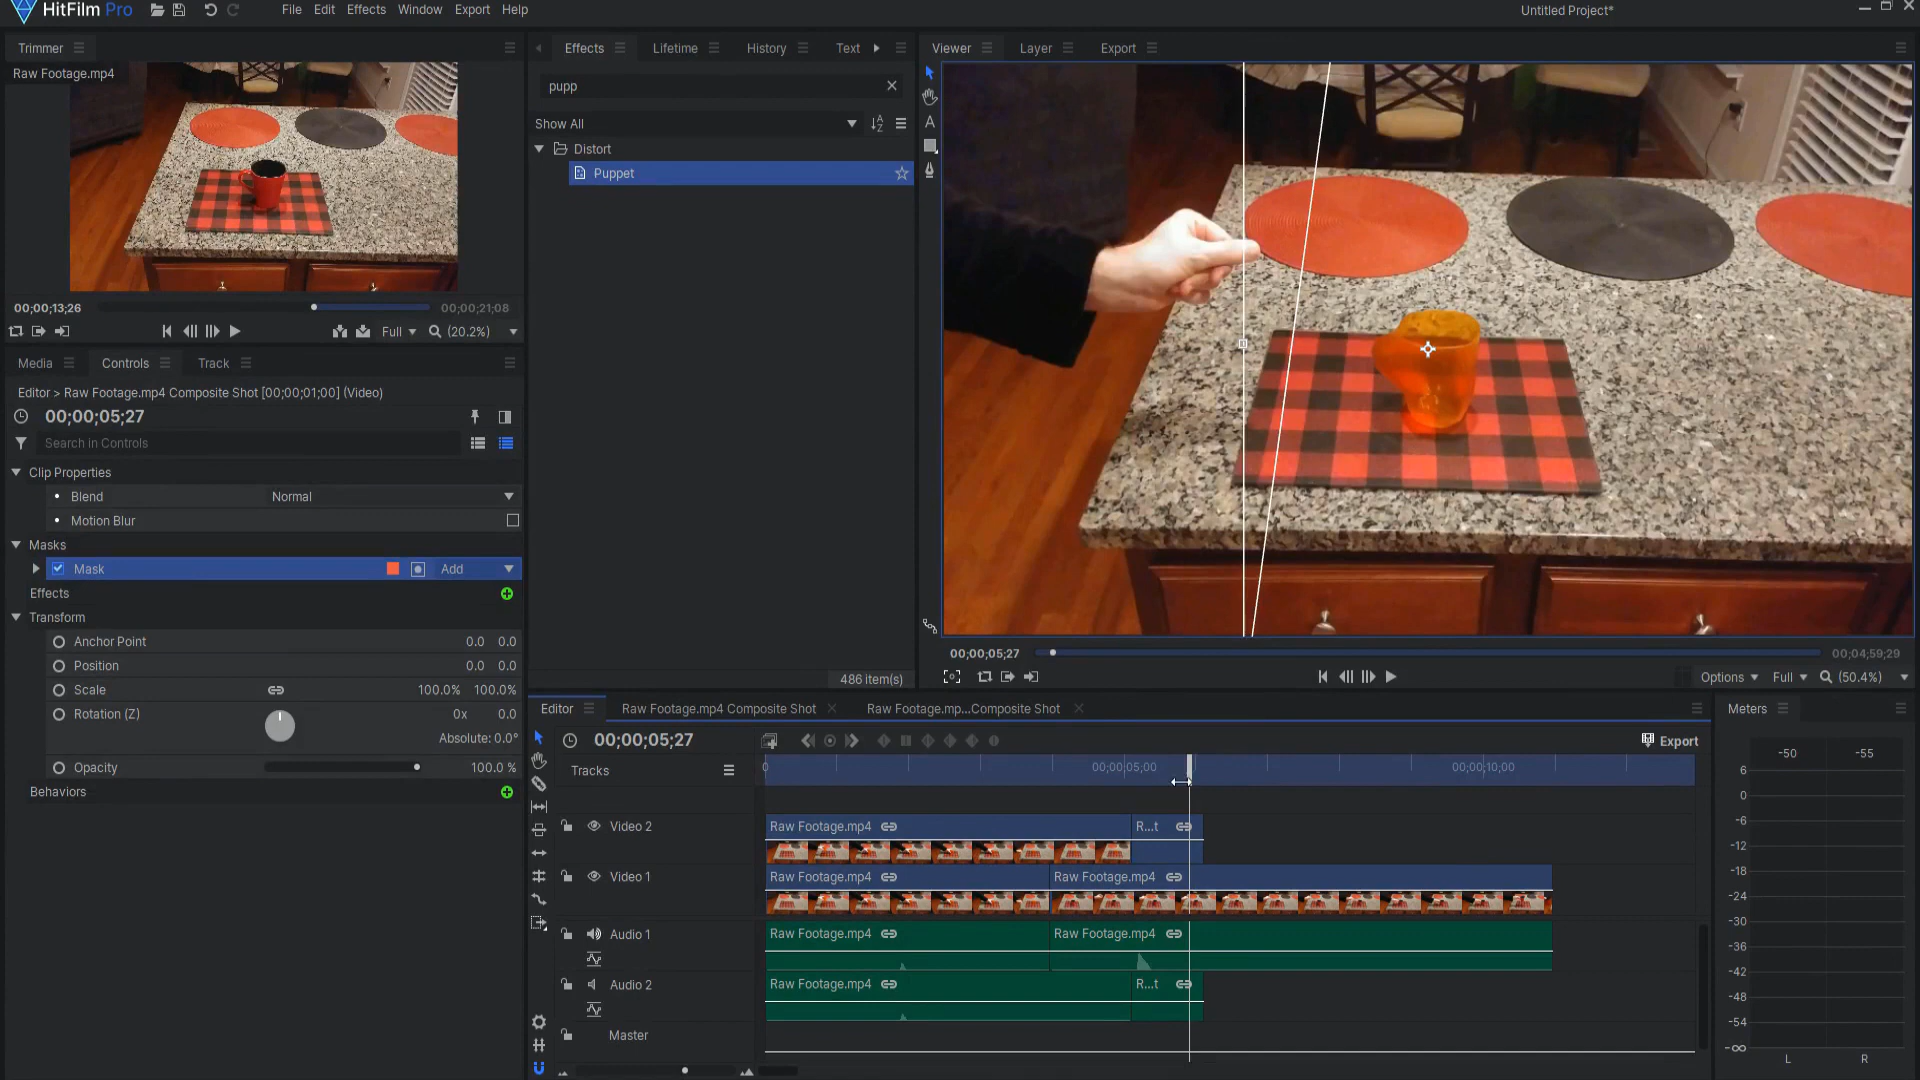 HitFilm Pro
File Edit Effects Window Export Help
Untitled Project*
Trimmer
Raw Footage.mp4
00;00;13;26
00;00;21;08
Full
(20.2%)
Media Controls Track
Editor > Raw Footage.mp4 Composite Shot [00;00;01;00] (Video)
00;00;05;27
Search in Controls
Clip Properties
Blend Normal
Motion Blur
Masks
Mask Add
Effects
Transform
Anchor Point 0.0 0.0
Position 0.0 0.0
Scale 100.0% 100.0%
Rotation (Z) 0x 0.0
Absolute: 0.0°
Opacity 100.0 %
Behaviors
Effects Lifetime History Text
pupp
Show All
Distort
Puppet
486 item(s)
Viewer Layer Export
00;00;05;27
00;04;59;29
Options Full (50.4%)
Editor Raw Footage.mp4 Composite Shot Raw Footage.mp...Composite Shot
00;00;05;27
Export
Tracks
0 00;00;05;00 00;00;10;00
Video 2 Raw Footage.mp4 R...t
Video 1 Raw Footage.mp4 Raw Footage.mp4
Audio 1 Raw Footage.mp4 Raw Footage.mp4
Audio 2 Raw Footage.mp4 R...t
Master
Meters
-50 -55
6
0
-6
-12
-18
-24
-30
-36
-42
-48
-54
-∞
L R